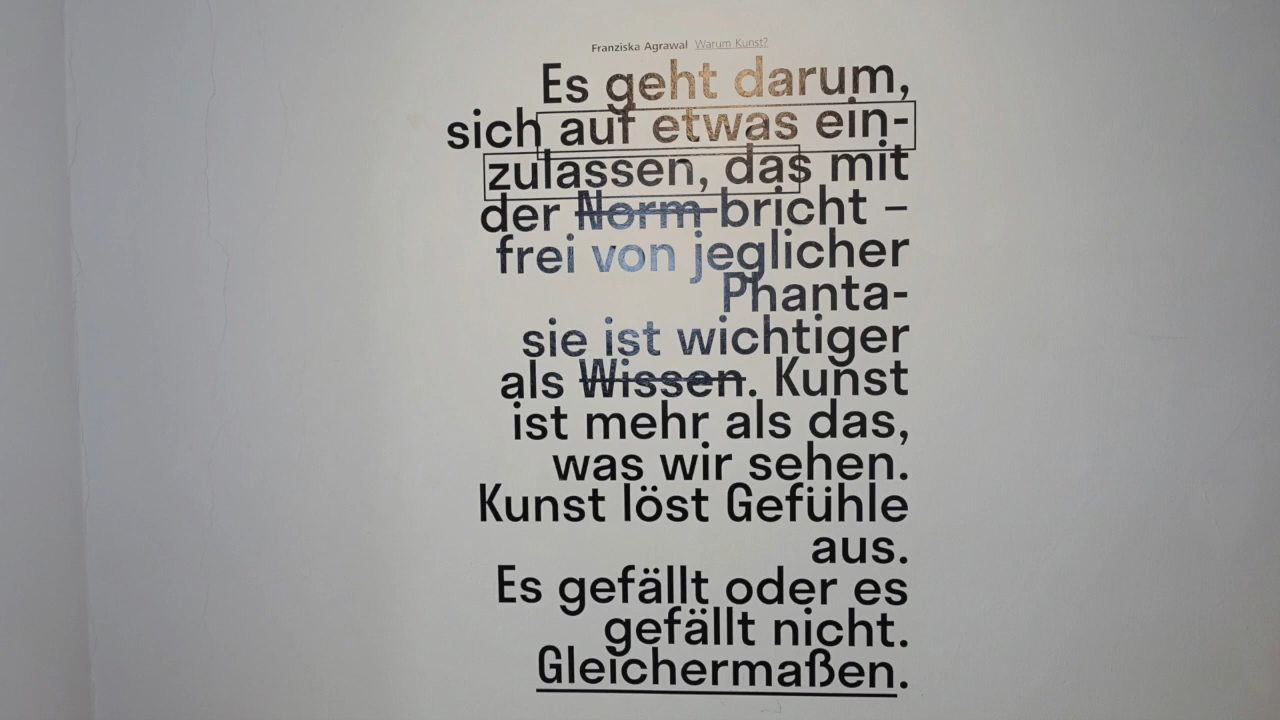 Franziska Agrawal Warum Kunst?
Es geht darum,
sich auf etwas ein-
zulassen, das mit
der Norm bricht –
frei von jeglicher
Phanta-
sie ist wichtiger
als Wissen. Kunst
ist mehr als das,
was wir sehen.
Kunst löst Gefühle
aus.
Es gefällt oder es
gefällt nicht.
Gleichermaßen.